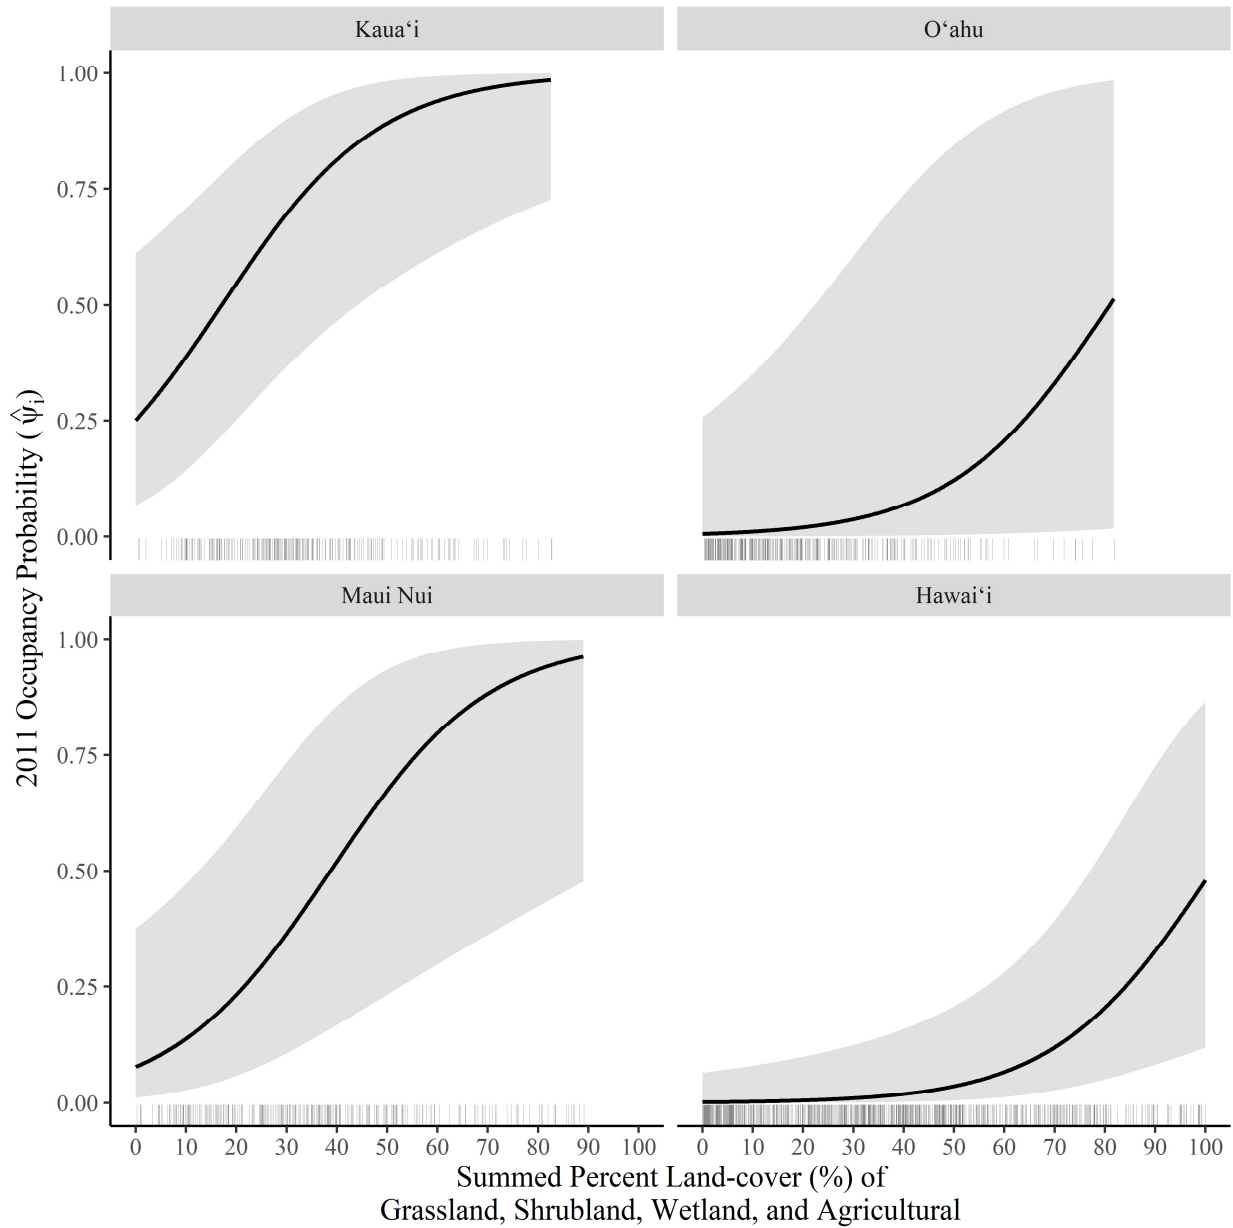 Kauaʻi
Oʻahu
1.00
0.75
0.50
0.25
0.00
Maui Nui
Hawaiʻi
1.00
0.75
0.50
0.25
0.00
0 10 20 30 40 50 60 70 80 90 100
0 10 20 30 40 50 60 70 80 90 100
2011 Occupancy Probability ( ψ̂i)
Summed Percent Land-cover (%) of
Grassland, Shrubland, Wetland, and Agricultural